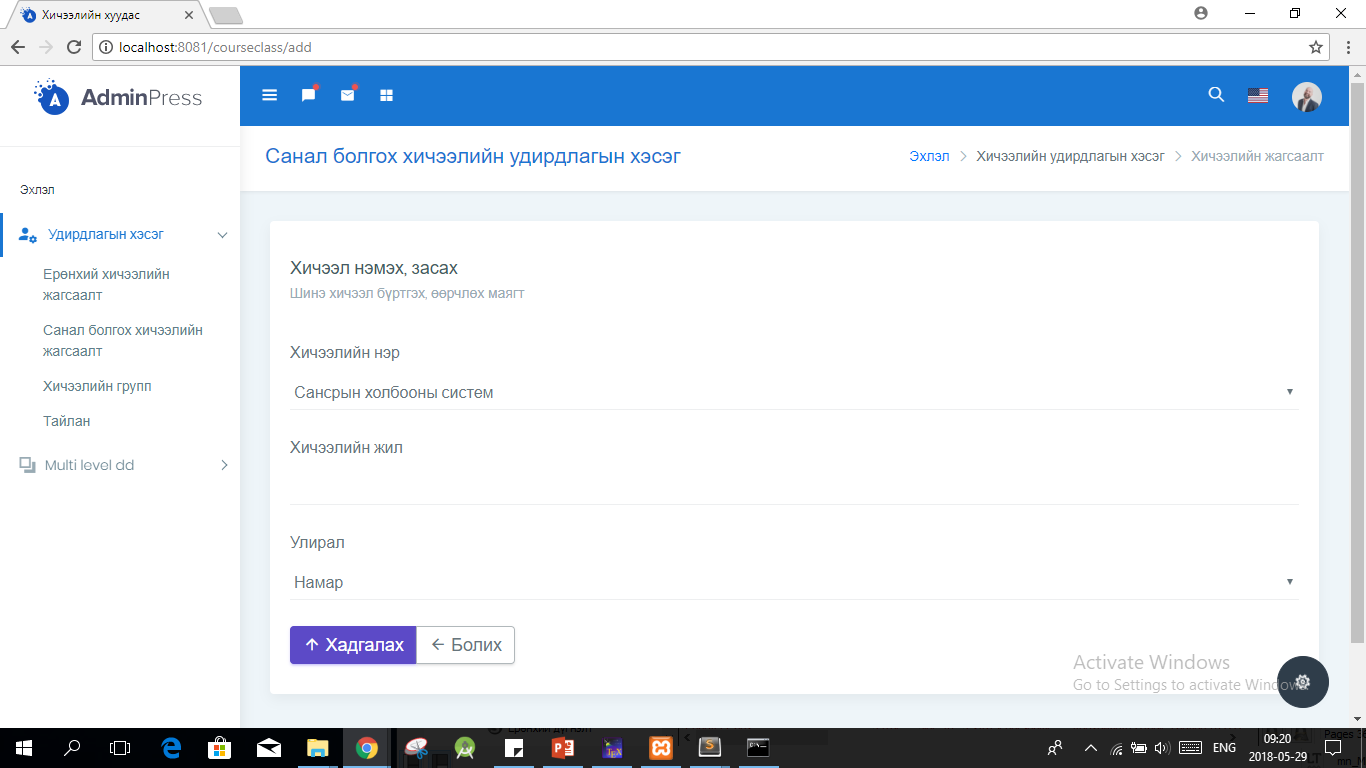 Хичээлийн хуудас
localhost:8081/courseclass/add
AdminPress
Санал болгох хичээлийн удирдлагын хэсэг
Эхлэл > Хичээлийн удирдлагын хэсэг > Хичээлийн жагсаалт
Эхлэл
Удирдлагын хэсэг
Ерөнхий хичээлийн
жагсаалт
Санал болгох хичээлийн
жагсаалт
Хичээлийн групп
Тайлан
Multi level dd
Хичээл нэмэх, засах
Шинэ хичээл бүртгэх, өөрчлөх маягт
Хичээлийн нэр
Сансрын холбооны систем
Хичээлийн жил
Улирал
Намар
Хадгалах
Болих
Activate Windows
Go to Settings to activate Windows.
ENG
09:20
2018-05-29